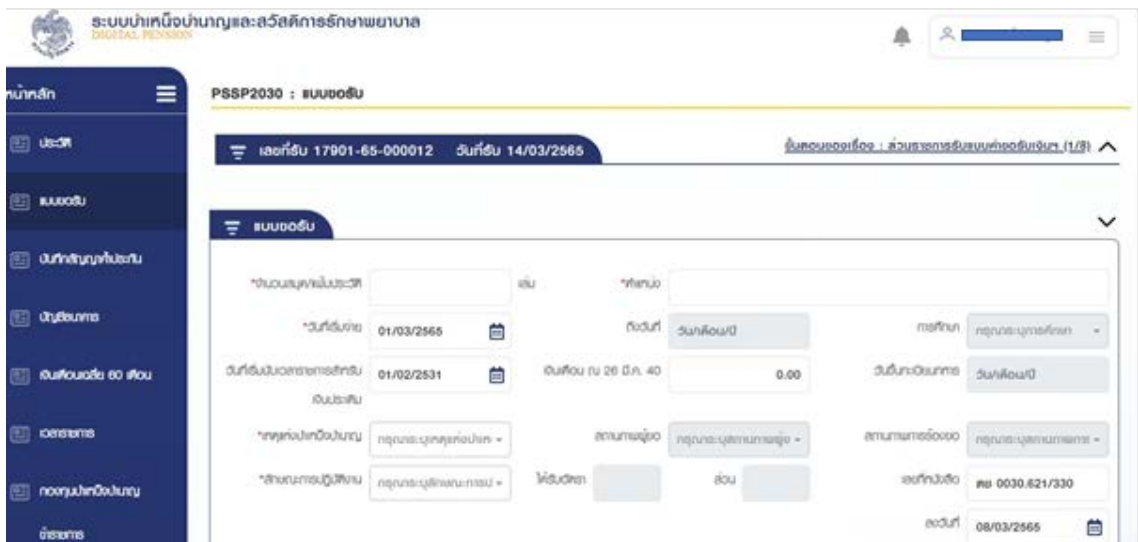 ระบบบำเหน็จบำนาญและสวัสดิการรักษาพยาบาล
DIGITAL PENSION
หน้าหลัก
ประวัติ
แบบขอรับ
บันทึกสัญญาค้ำประกัน
บัญชีธนาคาร
เงินเดือนเฉลี่ย 60 เดือน
เวลาราชการ
กองทุนบำเหน็จบำนาญ
ข้าราชการ
PSSP2030 : แบบขอรับ
เลขที่รับ 17901-65-000012 วันที่รับ 14/03/2565
ขั้นตอนของเรื่อง : ส่วนราชการรับแบบคำขอรับเงินฯ (1/8)
แบบขอรับ
*จำนวนสมุด/แฟ้มประวัติ เล่ม *ตำแหน่ง
*วันที่เริ่มจ่าย 01/03/2565 ถึงวันที่ วัน/เดือน/ปี การศึกษา กรุณาระบุการศึกษา
วันที่เริ่มนับเวลาราชการสำหรับ 01/02/2531 เงินเดือน ณ 26 มี.ค. 40 0.00 วันขึ้นทะเบียนทหาร วัน/เดือน/ปี
เงินประเดิม
*เหตุแห่งบำเหน็จบำนาญ กรุณาระบุเหตุแห่งบำเห สถานภาพผู้ขอ กรุณาระบุสถานภาพผู้ข สถานภาพการร้องขอ กรุณาระบุสถานภาพการ
*ลักษณะการปฏิบัติงาน กรุณาระบุลักษณะการป ให้รับอัตรา ส่วน เลขที่หนังสือ 0030.621/330
ลงวันที่ 08/03/2565